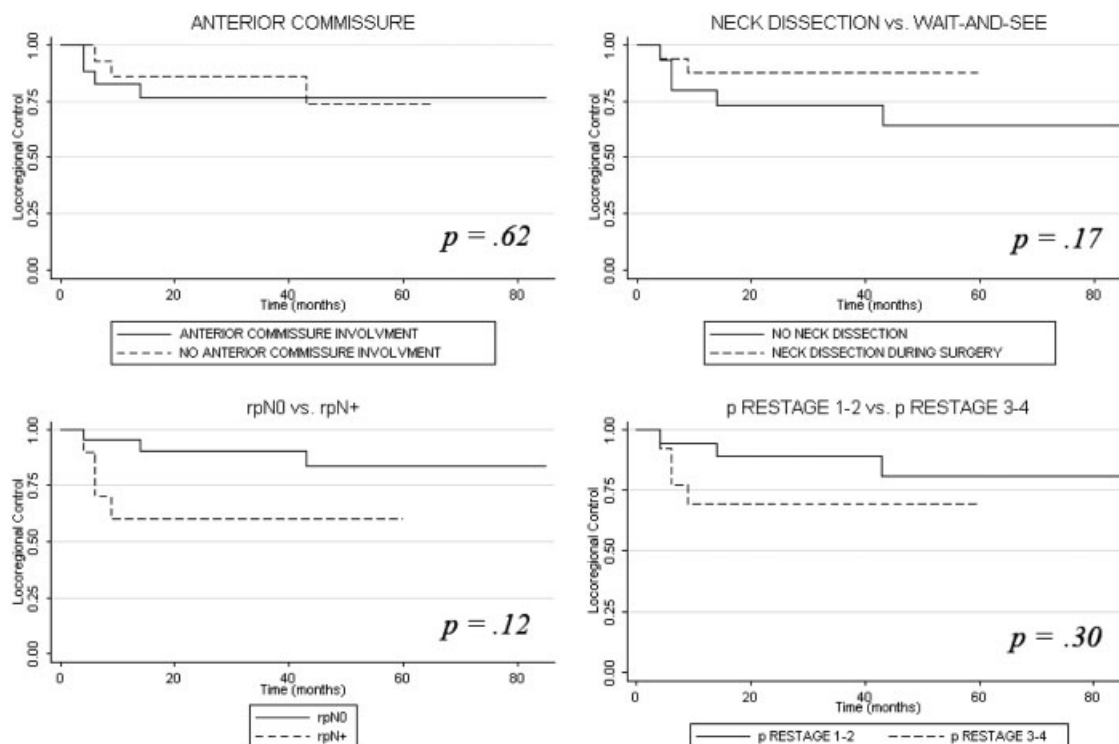 ANTERIOR COMMISSURE
Locoregional Control
1.00
0.75
0.50
0.25
0.00
p = .62
0 20 40 60 80
Time (months)
ANTERIOR COMMISSURE INVOLVMENT
NO ANTERIOR COMMISSURE INVOLVMENT
NECK DISSECTION vs. WAIT-AND-SEE
Locoregional Control
1.00
0.75
0.50
0.25
0.00
p = .17
0 20 40 60 80
Time (months)
NO NECK DISSECTION
NECK DISSECTION DURING SURGERY
rpN0 vs. rpN+
Locoregional Control
1.00
0.75
0.50
0.25
0.00
p = .12
0 20 40 60 80
Time (months)
rpN0
rpN+
p RESTAGE 1-2 vs. p RESTAGE 3-4
Locoregional Control
1.00
0.75
0.50
0.25
0.00
p = .30
0 20 40 60 80
Time (months)
p RESTAGE 1-2 p RESTAGE 3-4